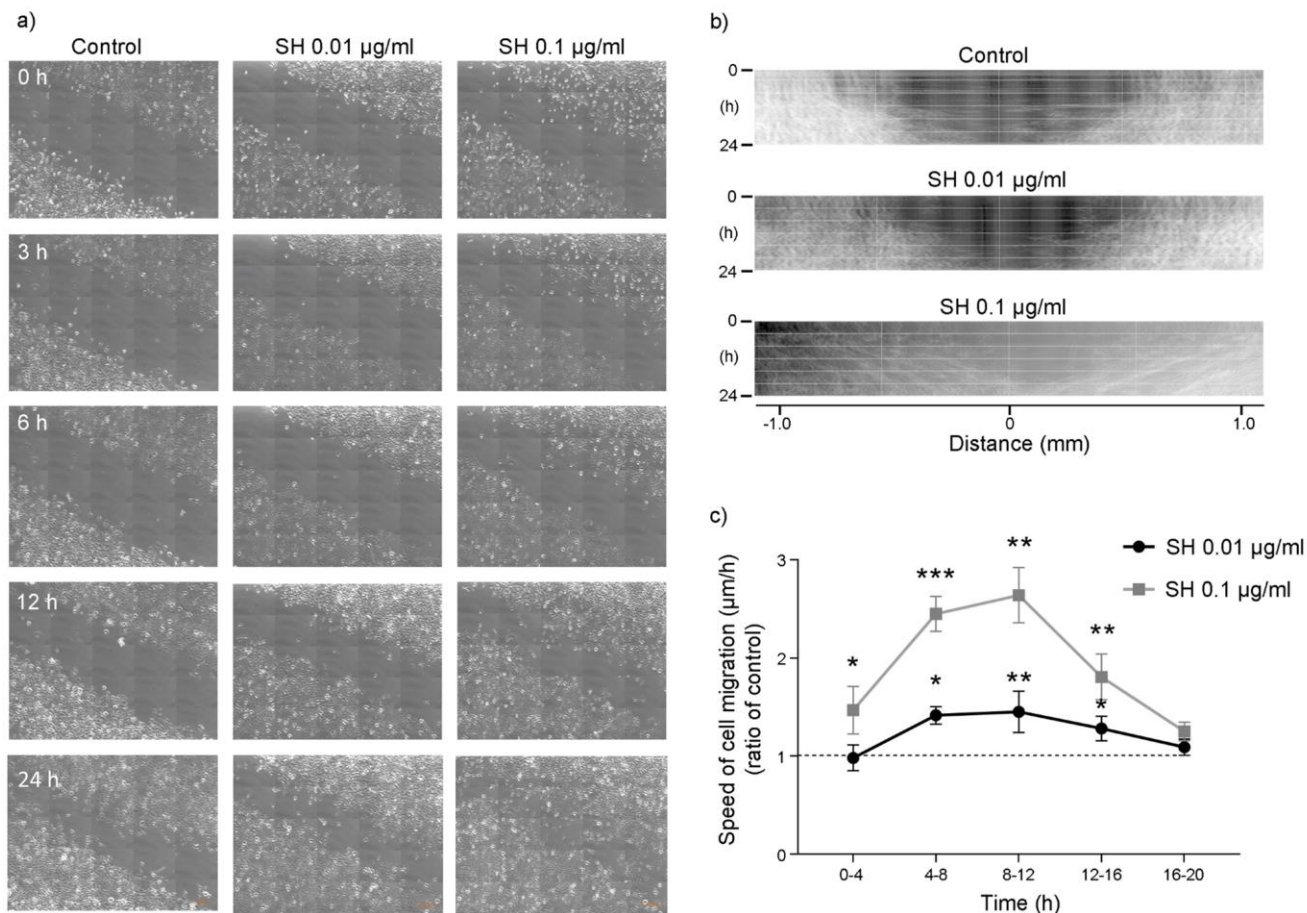 a)
Control
SH 0.01 µg/ml
SH 0.1 µg/ml
0 h
3 h
6 h
12 h
24 h
b)
Control
0
(h)
24
SH 0.01 µg/ml
0
(h)
24
SH 0.1 µg/ml
0
(h)
24
-1.0
0
1.0
Distance (mm)
c)
SH 0.01 µg/ml
SH 0.1 µg/ml
Speed of cell migration (µm/h)
(ratio of control)
3
2
1
0
*
***
**
**
*
**
*
0-4
4-8
8-12
12-16
16-20
Time (h)